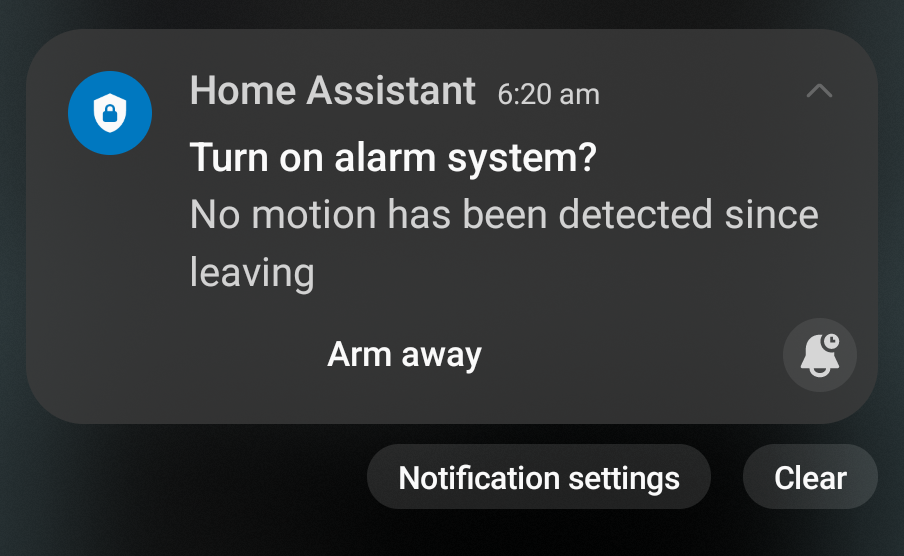 Home Assistant 6:20 am
Turn on alarm system?
No motion has been detected since
leaving
Arm away
Notification settings Clear